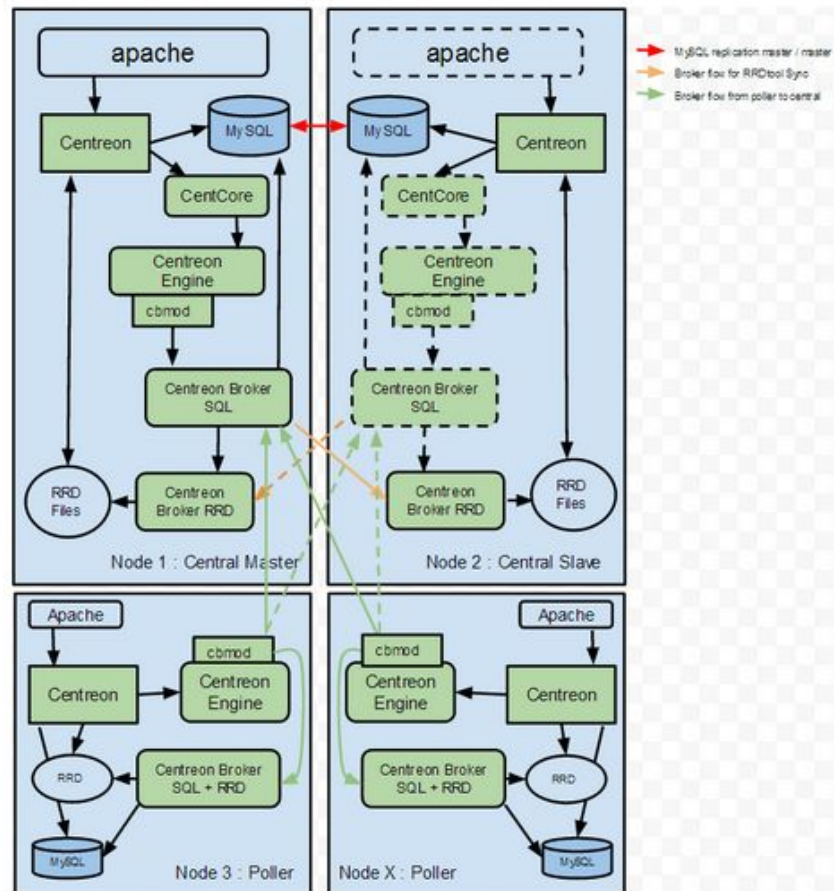 apache
apache
MySQL replication master / master
Broker flow for RRDtool Sync
Broker flow from poller to central
Centreon
My SQL
My SQL
Centreon
CentCore
CentCore
Centreon
Engine
Centreon
Engine
cbmod
cbmod
Centreon Broker
SQL
Centreon Broker
SQL
RRD
Files
Centreon
Broker RRD
Centreon
Broker RRD
RRD
Files
Node 1 : Central Master
Node 2 : Central Slave
Apache
Apache
cbmod
cbmod
Centreon
Centreon
Engine
Centreon
Engine
Centreon
RRD
Centreon Broker
SQL + RRD
Centreon Broker
SQL + RRD
RRD
MySQL
Node 3 : Poller
Node X : Poller
MySQL